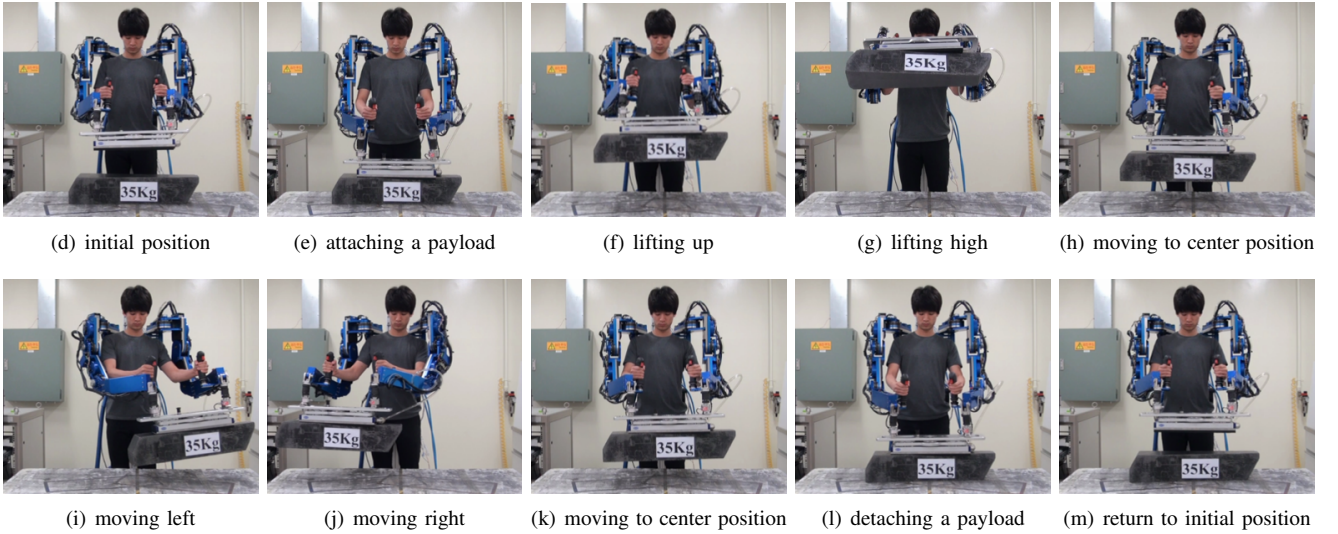 35Kg
35Kg
35Kg
35Kg
35Kg
(d) initial position
(e) attaching a payload
(f) lifting up
(g) lifting high
(h) moving to center position
35Kg
35Kg
35Kg
35Kg
35Kg
(i) moving left
(j) moving right
(k) moving to center position
(l) detaching a payload
(m) return to initial position